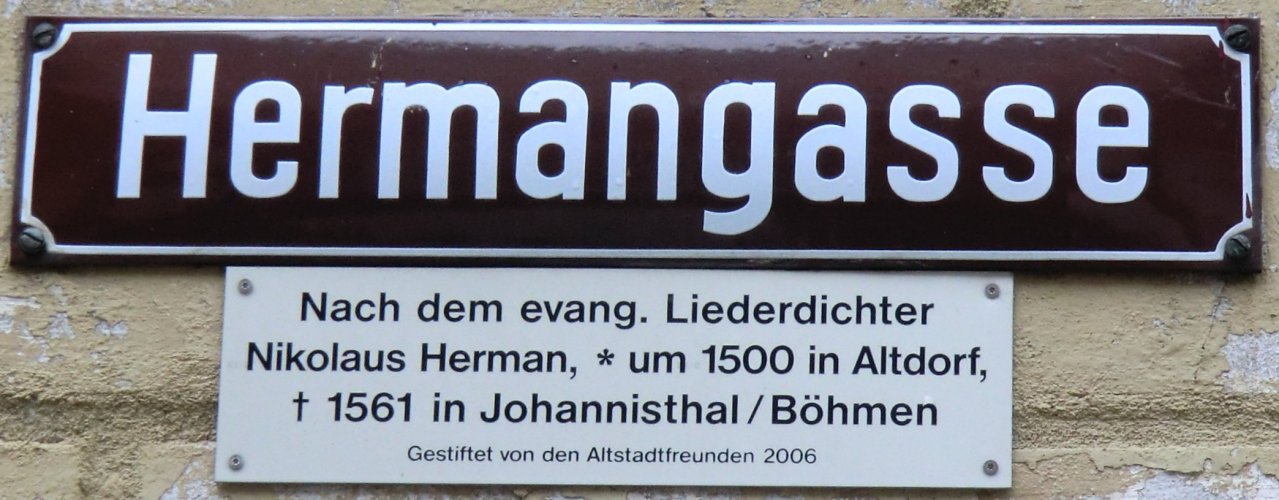 Hermangasse
Nach dem evang. Liederdichter
Nikolaus Herman, * um 1500 in Altdorf,
† 1561 in Johannisthal/Böhmen
Gestiftet von den Altstadtfreunden 2006